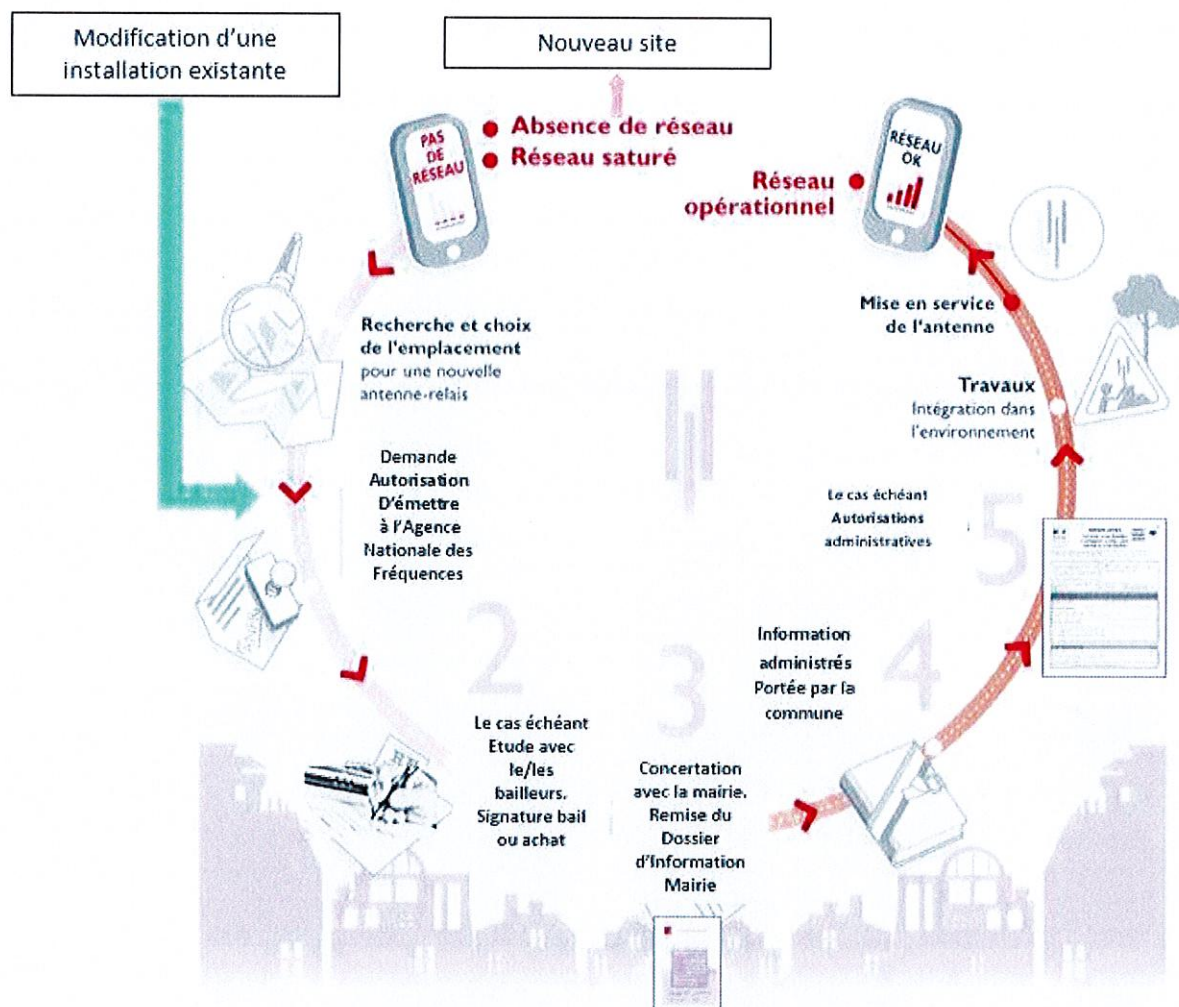 Modification d'une
installation existante
Nouveau site
PAS
DE
RÉSEAU
Absence de réseau
Réseau saturé
RÉSEAU
OK
Réseau
opérationnel
Recherche et choix
de l'emplacement
pour une nouvelle
antenne-relais
Demande
Autorisation
D'émettre
à l'Agence
Nationale des
Fréquences
2
Le cas échéant
Etude avec
le/les
bailleurs.
Signature bail
ou achat
3
Concertation
avec la mairie.
Remise du
Dossier
d'Information
Mairie
4
Information
administrés
Portée par la
commune
5
Le cas échéant
Autorisations
administratives
Travaux
Intégration dans
l'environnement
Mise en service
de l'antenne